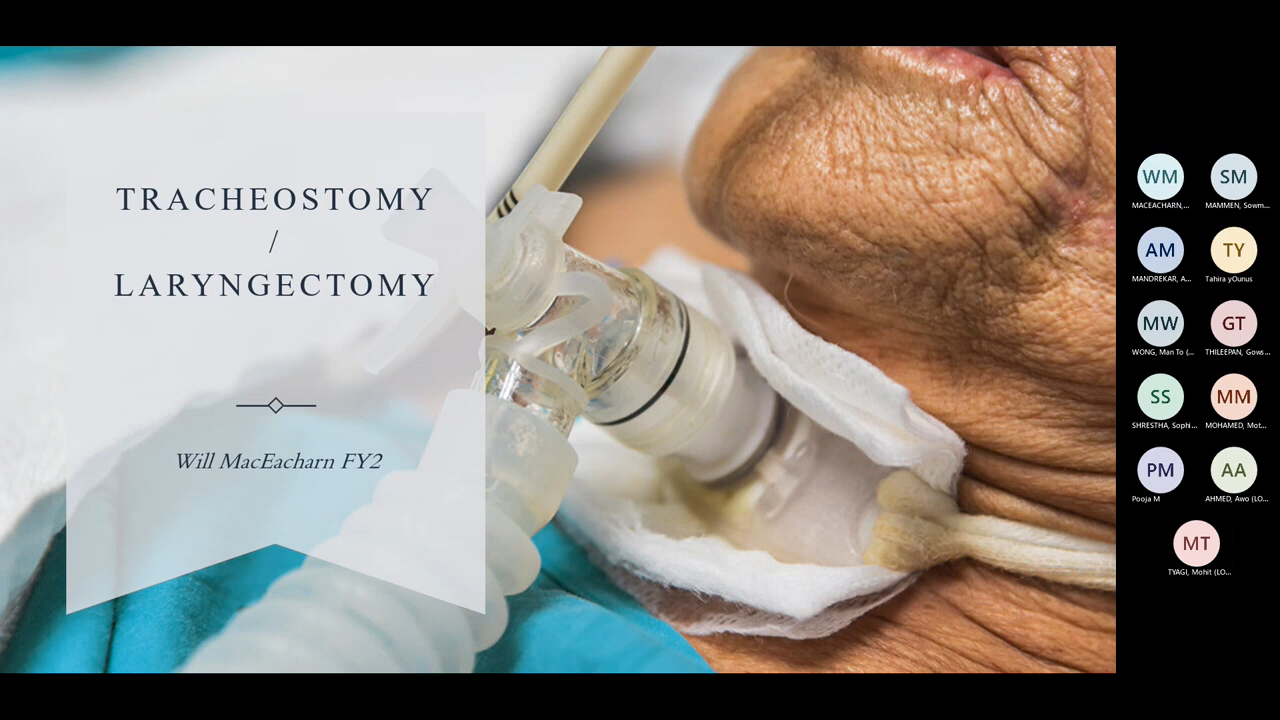 TRACHEOSTOMY
/
LARYNGECTOMY
Will MacEacharn FY2
WM
MACEACHARN,...
SM
MAMMEN, Sowm...
AM
MANDREKAR, A...
TY
Tahira yOunus
MW
WONG, Man To (...
GT
THILEEPAN, Gows...
SS
SHRESTHA, Sophi...
MM
MOHAMED, Mot...
PM
Pooja M
AA
AHMED, Awo (LO...
MT
TYAGI, Mohit (LO...